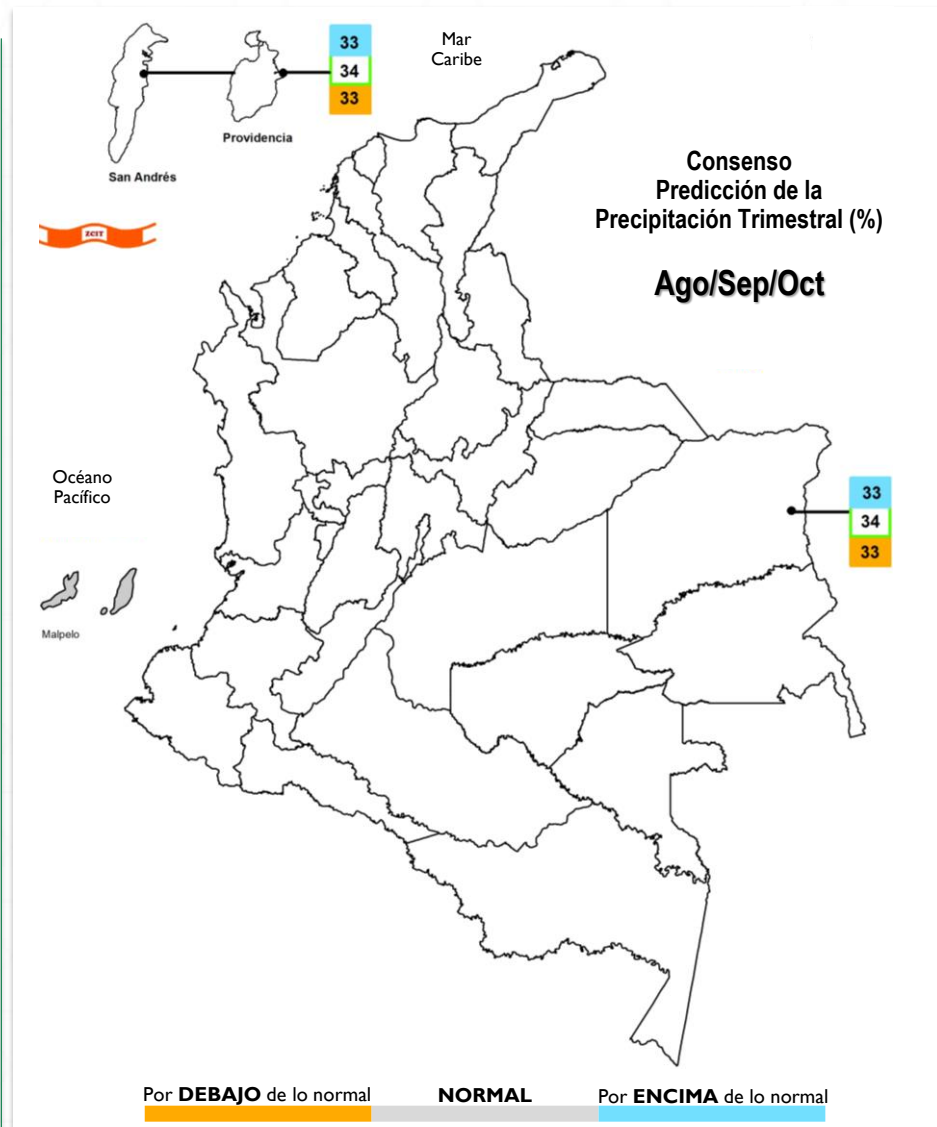 33
34
33
Mar
Caribe
Providencia
San Andrés
ZCIT
Consenso
Predicción de la
Precipitación Trimestral (%)
Ago/Sep/Oct
Océano
Pacífico
33
34
33
Malpelo
Por DEBAJO de lo normal NORMAL Por ENCIMA de lo normal